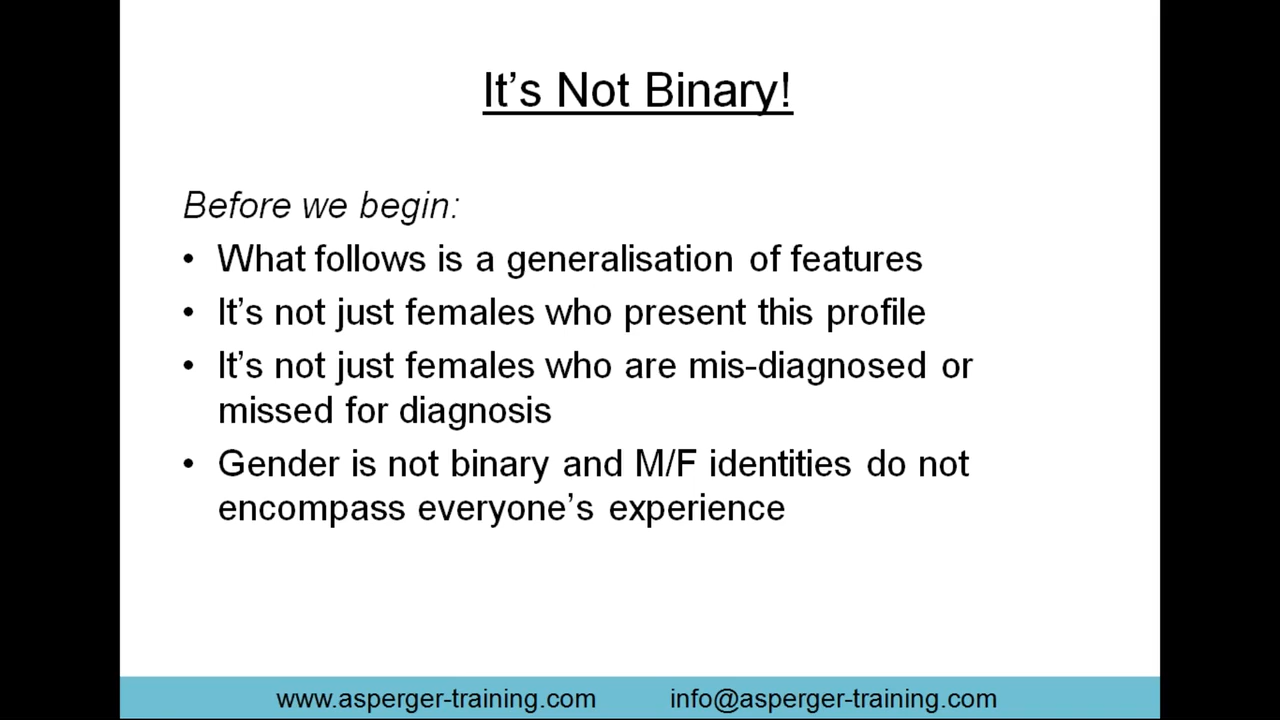 It’s Not Binary!
Before we begin:
• What follows is a generalisation of features
• It’s not just females who present this profile
• It’s not just females who are mis-diagnosed or
missed for diagnosis
• Gender is not binary and M/F identities do not
encompass everyone’s experience
www.asperger-training.com info@asperger-training.com